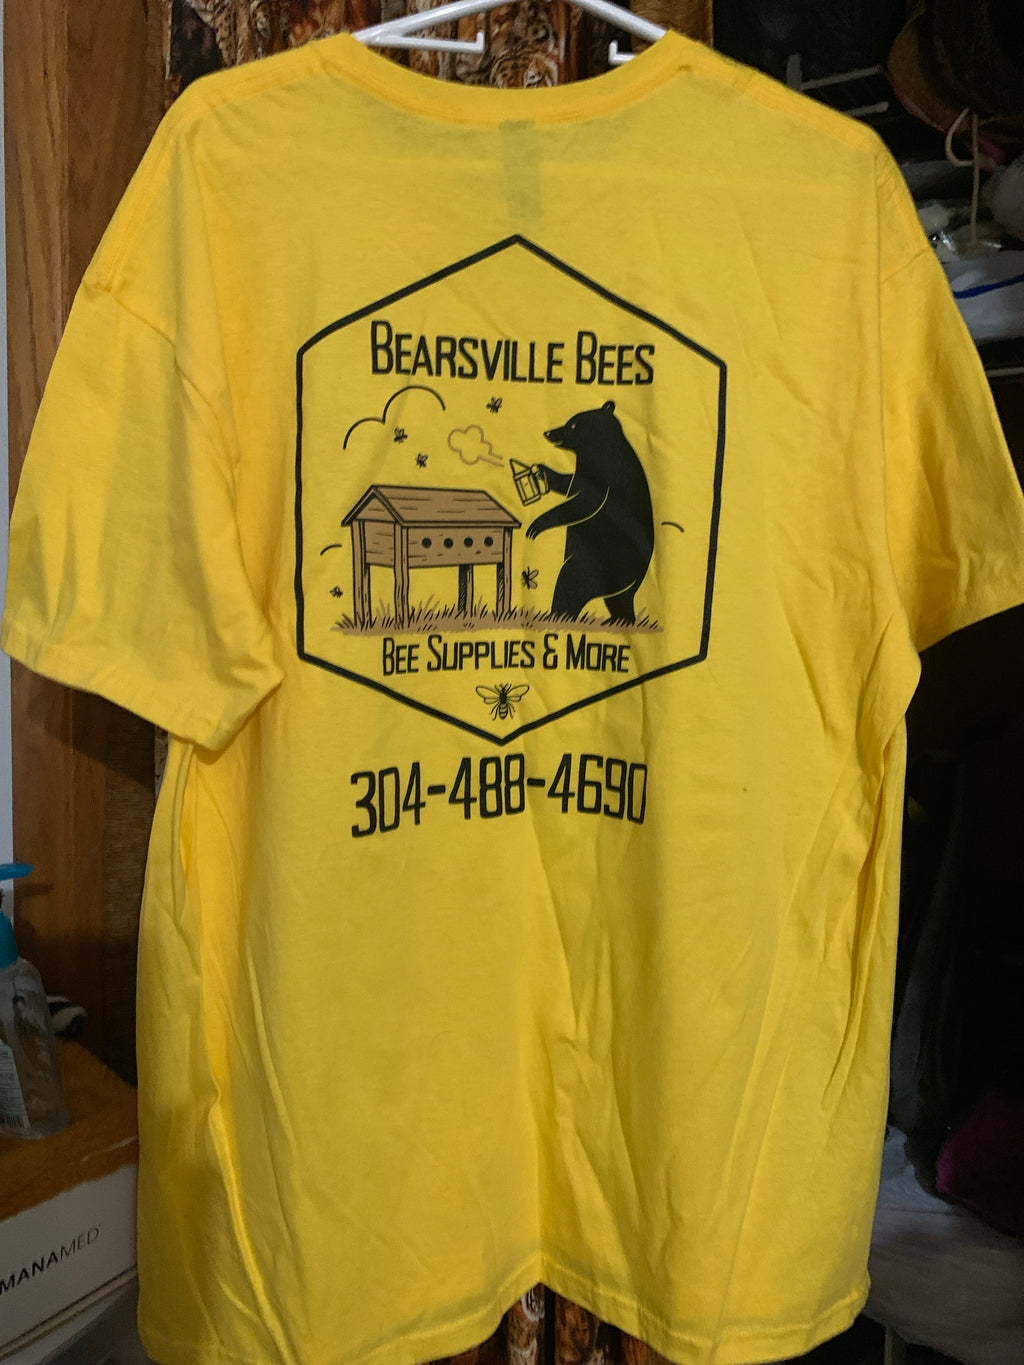 BEARSVILLE BEES
BEE SUPPLIES & MORE
304-488-4690
MANAMED